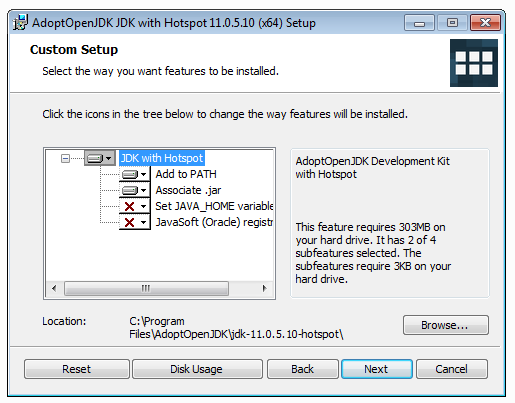 AdoptOpenJDK JDK with Hotspot 11.0.5.10 (x64) Setup
Custom Setup
Select the way you want features to be installed.
Click the icons in the tree below to change the way features will be installed.
JDK with Hotspot
Add to PATH
Associate .jar
Set JAVA_HOME variable
JavaSoft (Oracle) registr
AdoptOpenJDK Development Kit
with Hotspot
This feature requires 303MB on
your hard drive. It has 2 of 4
subfeatures selected. The
subfeatures require 3KB on your
hard drive.
Location:
C:\Program
Files\AdoptOpenJDK\jdk-11.0.5.10-hotspot\
Browse...
Reset
Disk Usage
Back
Next
Cancel